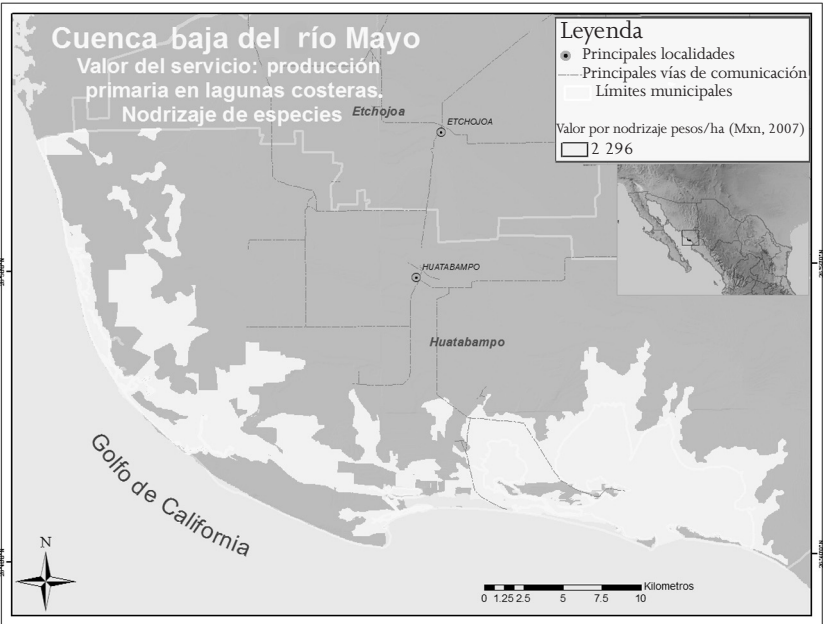 Cuenca baja del río Mayo
Valor del servicio: producción
primaria en lagunas costeras.
Nodrizaje de especies
Leyenda
Principales localidades
Principales vías de comunicación
Límites municipales
Valor por nodrizaje pesos/ha (Mxn, 2007)
2 296
Etchojoa
ETCHOJOA
HUATABAMPO
Huatabampo
Golfo de California
N
Kilometros
0 1.25 2.5 5 7.5 10